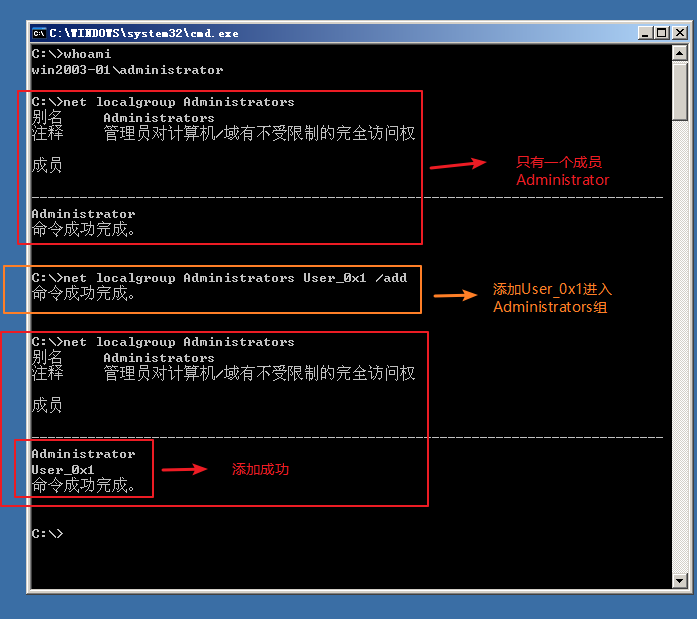 C:\WINDOWS\system32\cmd.exe
C:\>whoami
win2003-01\administrator
C:\>net localgroup Administrators
别名     Administrators
注释     管理员对计算机/域有不受限制的完全访问权
成员
只有一个成员
Administrator
-------------------------------------------------------------------------------
Administrator
命令成功完成。
C:\>net localgroup Administrators User_0x1 /add
命令成功完成。
添加User_0x1进入
Administrators组
C:\>net localgroup Administrators
别名     Administrators
注释     管理员对计算机/域有不受限制的完全访问权
成员
-------------------------------------------------------------------------------
Administrator
User_0x1
命令成功完成。
添加成功
C:\>